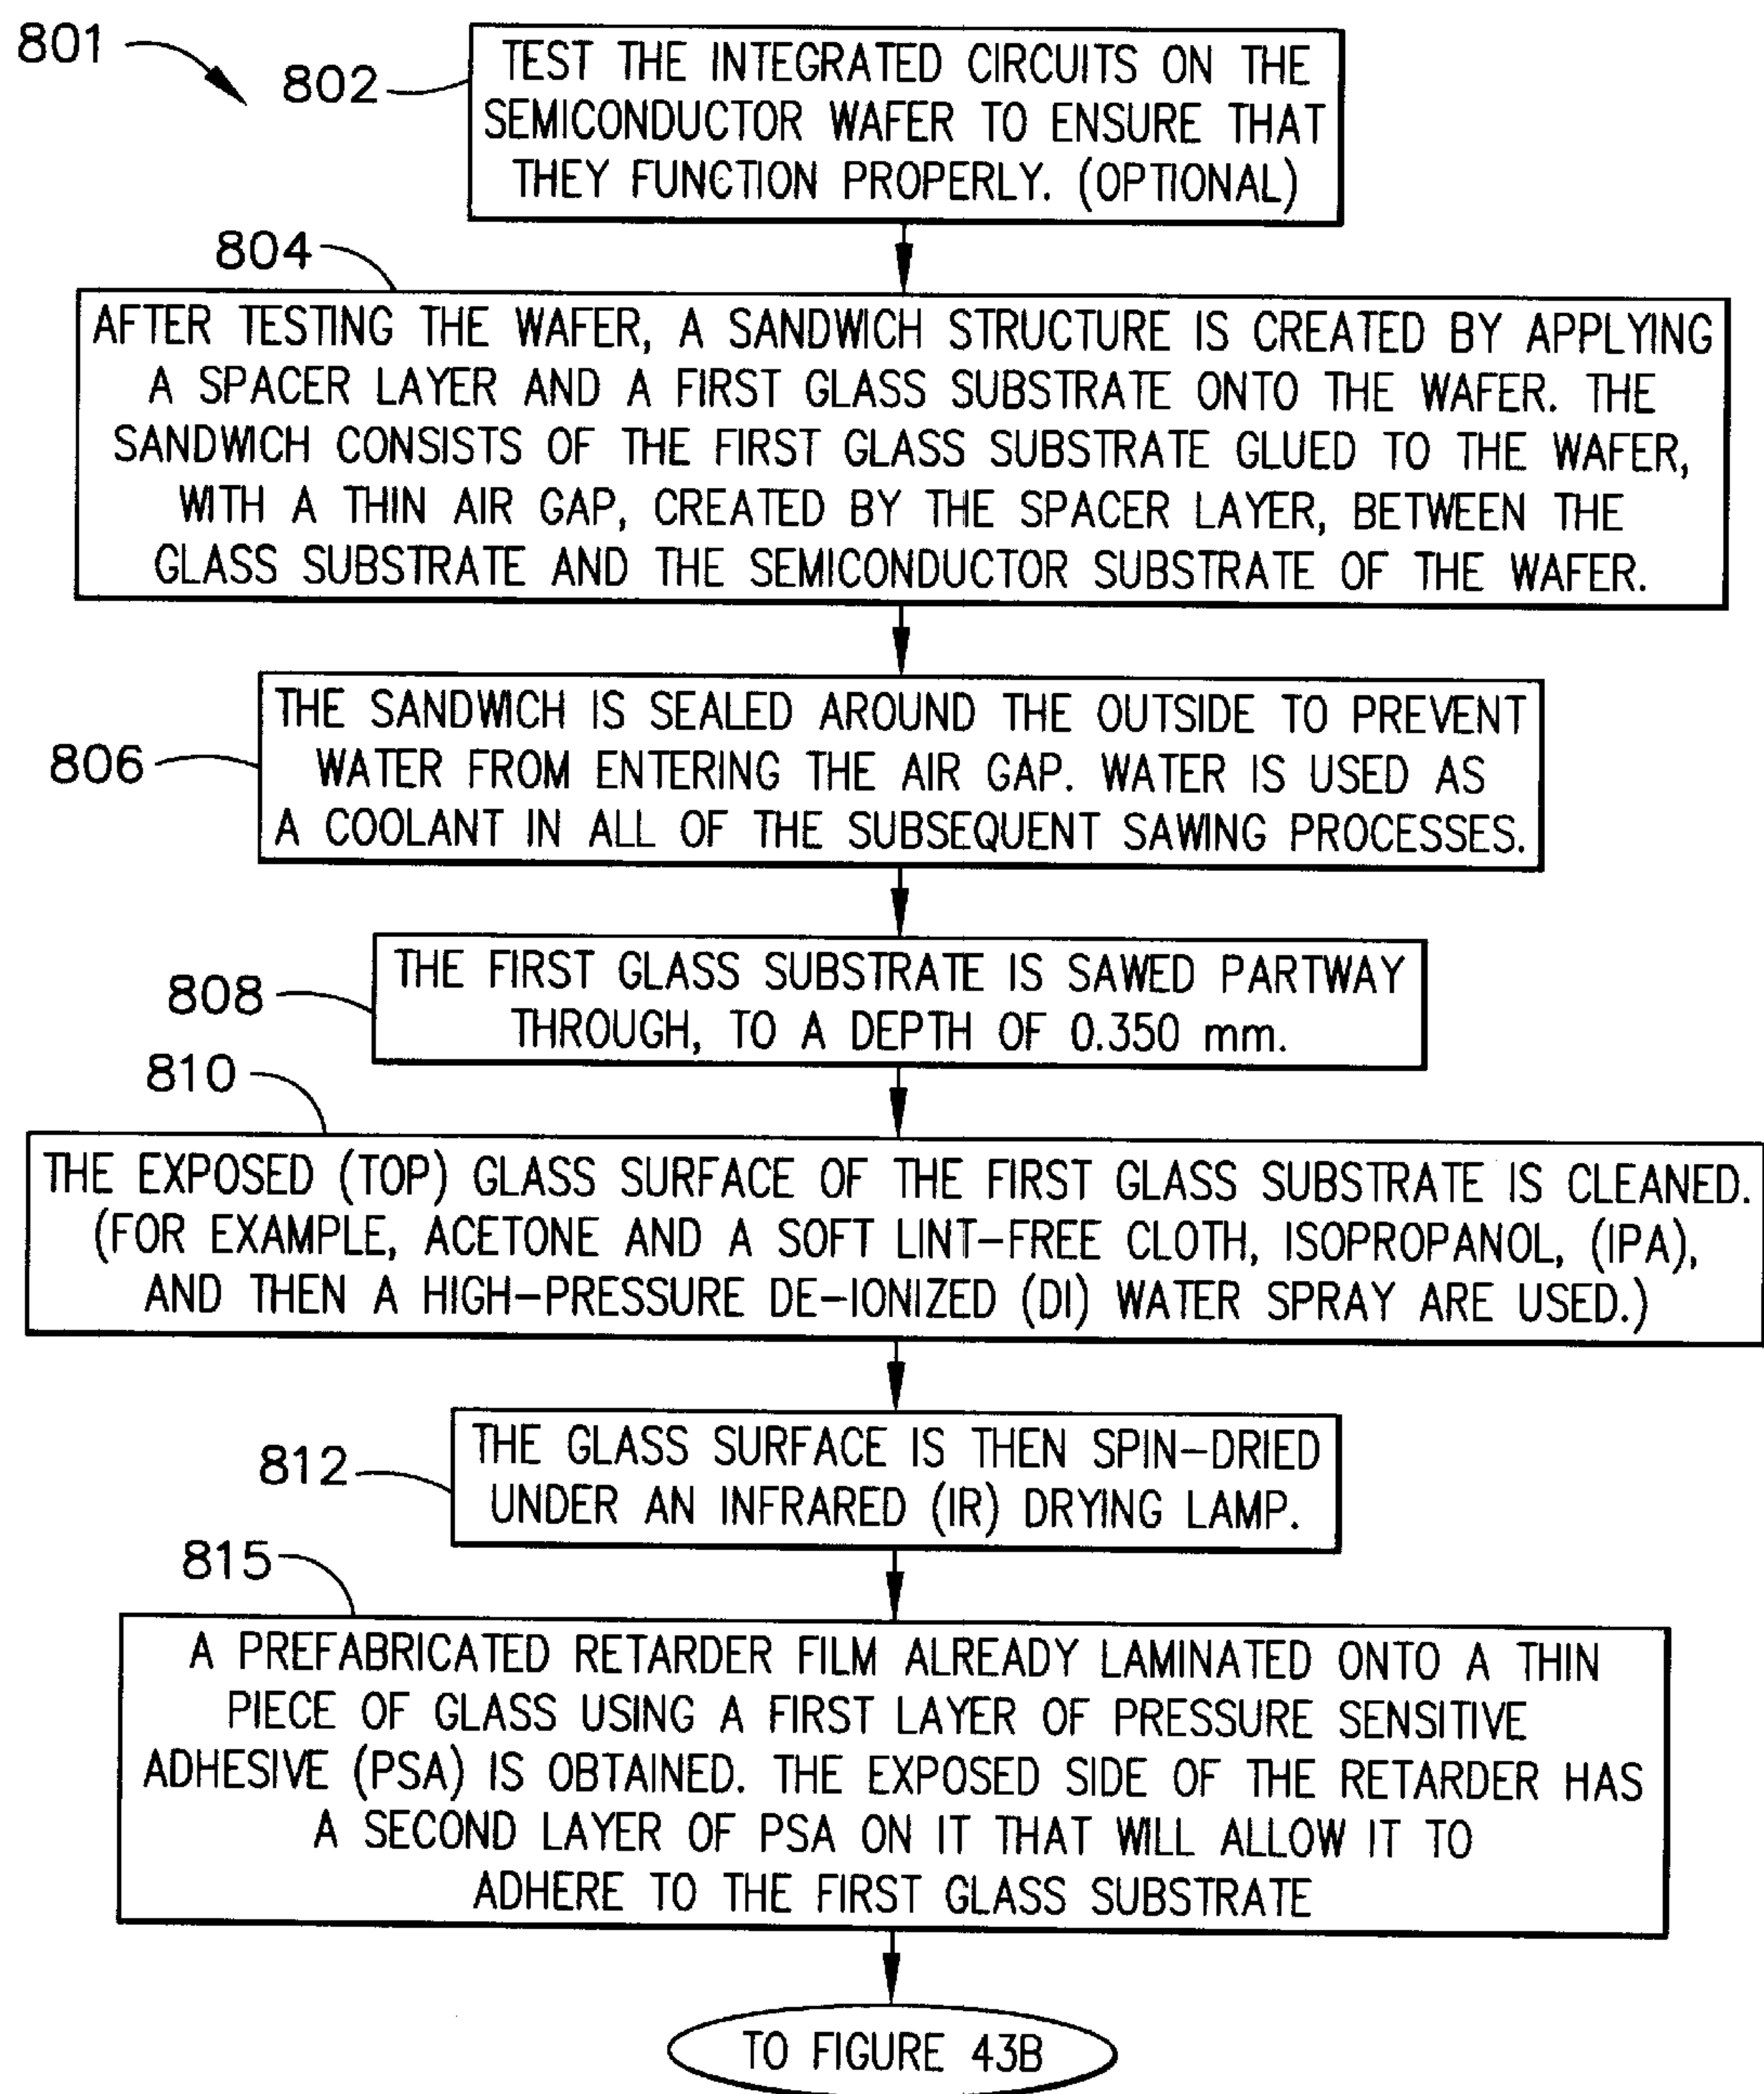 801
802
TEST THE INTEGRATED CIRCUITS ON THE
SEMICONDUCTOR WAFER TO ENSURE THAT
THEY FUNCTION PROPERLY. (OPTIONAL)
804
AFTER TESTING THE WAFER, A SANDWICH STRUCTURE IS CREATED BY APPLYING
A SPACER LAYER AND A FIRST GLASS SUBSTRATE ONTO THE WAFER. THE
SANDWICH CONSISTS OF THE FIRST GLASS SUBSTRATE GLUED TO THE WAFER,
WITH A THIN AIR GAP, CREATED BY THE SPACER LAYER, BETWEEN THE
GLASS SUBSTRATE AND THE SEMICONDUCTOR SUBSTRATE OF THE WAFER.
806
THE SANDWICH IS SEALED AROUND THE OUTSIDE TO PREVENT
WATER FROM ENTERING THE AIR GAP. WATER IS USED AS
A COOLANT IN ALL OF THE SUBSEQUENT SAWING PROCESSES.
808
THE FIRST GLASS SUBSTRATE IS SAWED PARTWAY
THROUGH, TO A DEPTH OF 0.350 mm.
810
THE EXPOSED (TOP) GLASS SURFACE OF THE FIRST GLASS SUBSTRATE IS CLEANED.
(FOR EXAMPLE, ACETONE AND A SOFT LINT-FREE CLOTH, ISOPROPANOL, (IPA),
AND THEN A HIGH-PRESSURE DE-IONIZED (DI) WATER SPRAY ARE USED.)
812
THE GLASS SURFACE IS THEN SPIN-DRIED
UNDER AN INFRARED (IR) DRYING LAMP.
815
A PREFABRICATED RETARDER FILM ALREADY LAMINATED ONTO A THIN
PIECE OF GLASS USING A FIRST LAYER OF PRESSURE SENSITIVE
ADHESIVE (PSA) IS OBTAINED. THE EXPOSED SIDE OF THE RETARDER HAS
A SECOND LAYER OF PSA ON IT THAT WILL ALLOW IT TO
ADHERE TO THE FIRST GLASS SUBSTRATE
TO FIGURE 43B